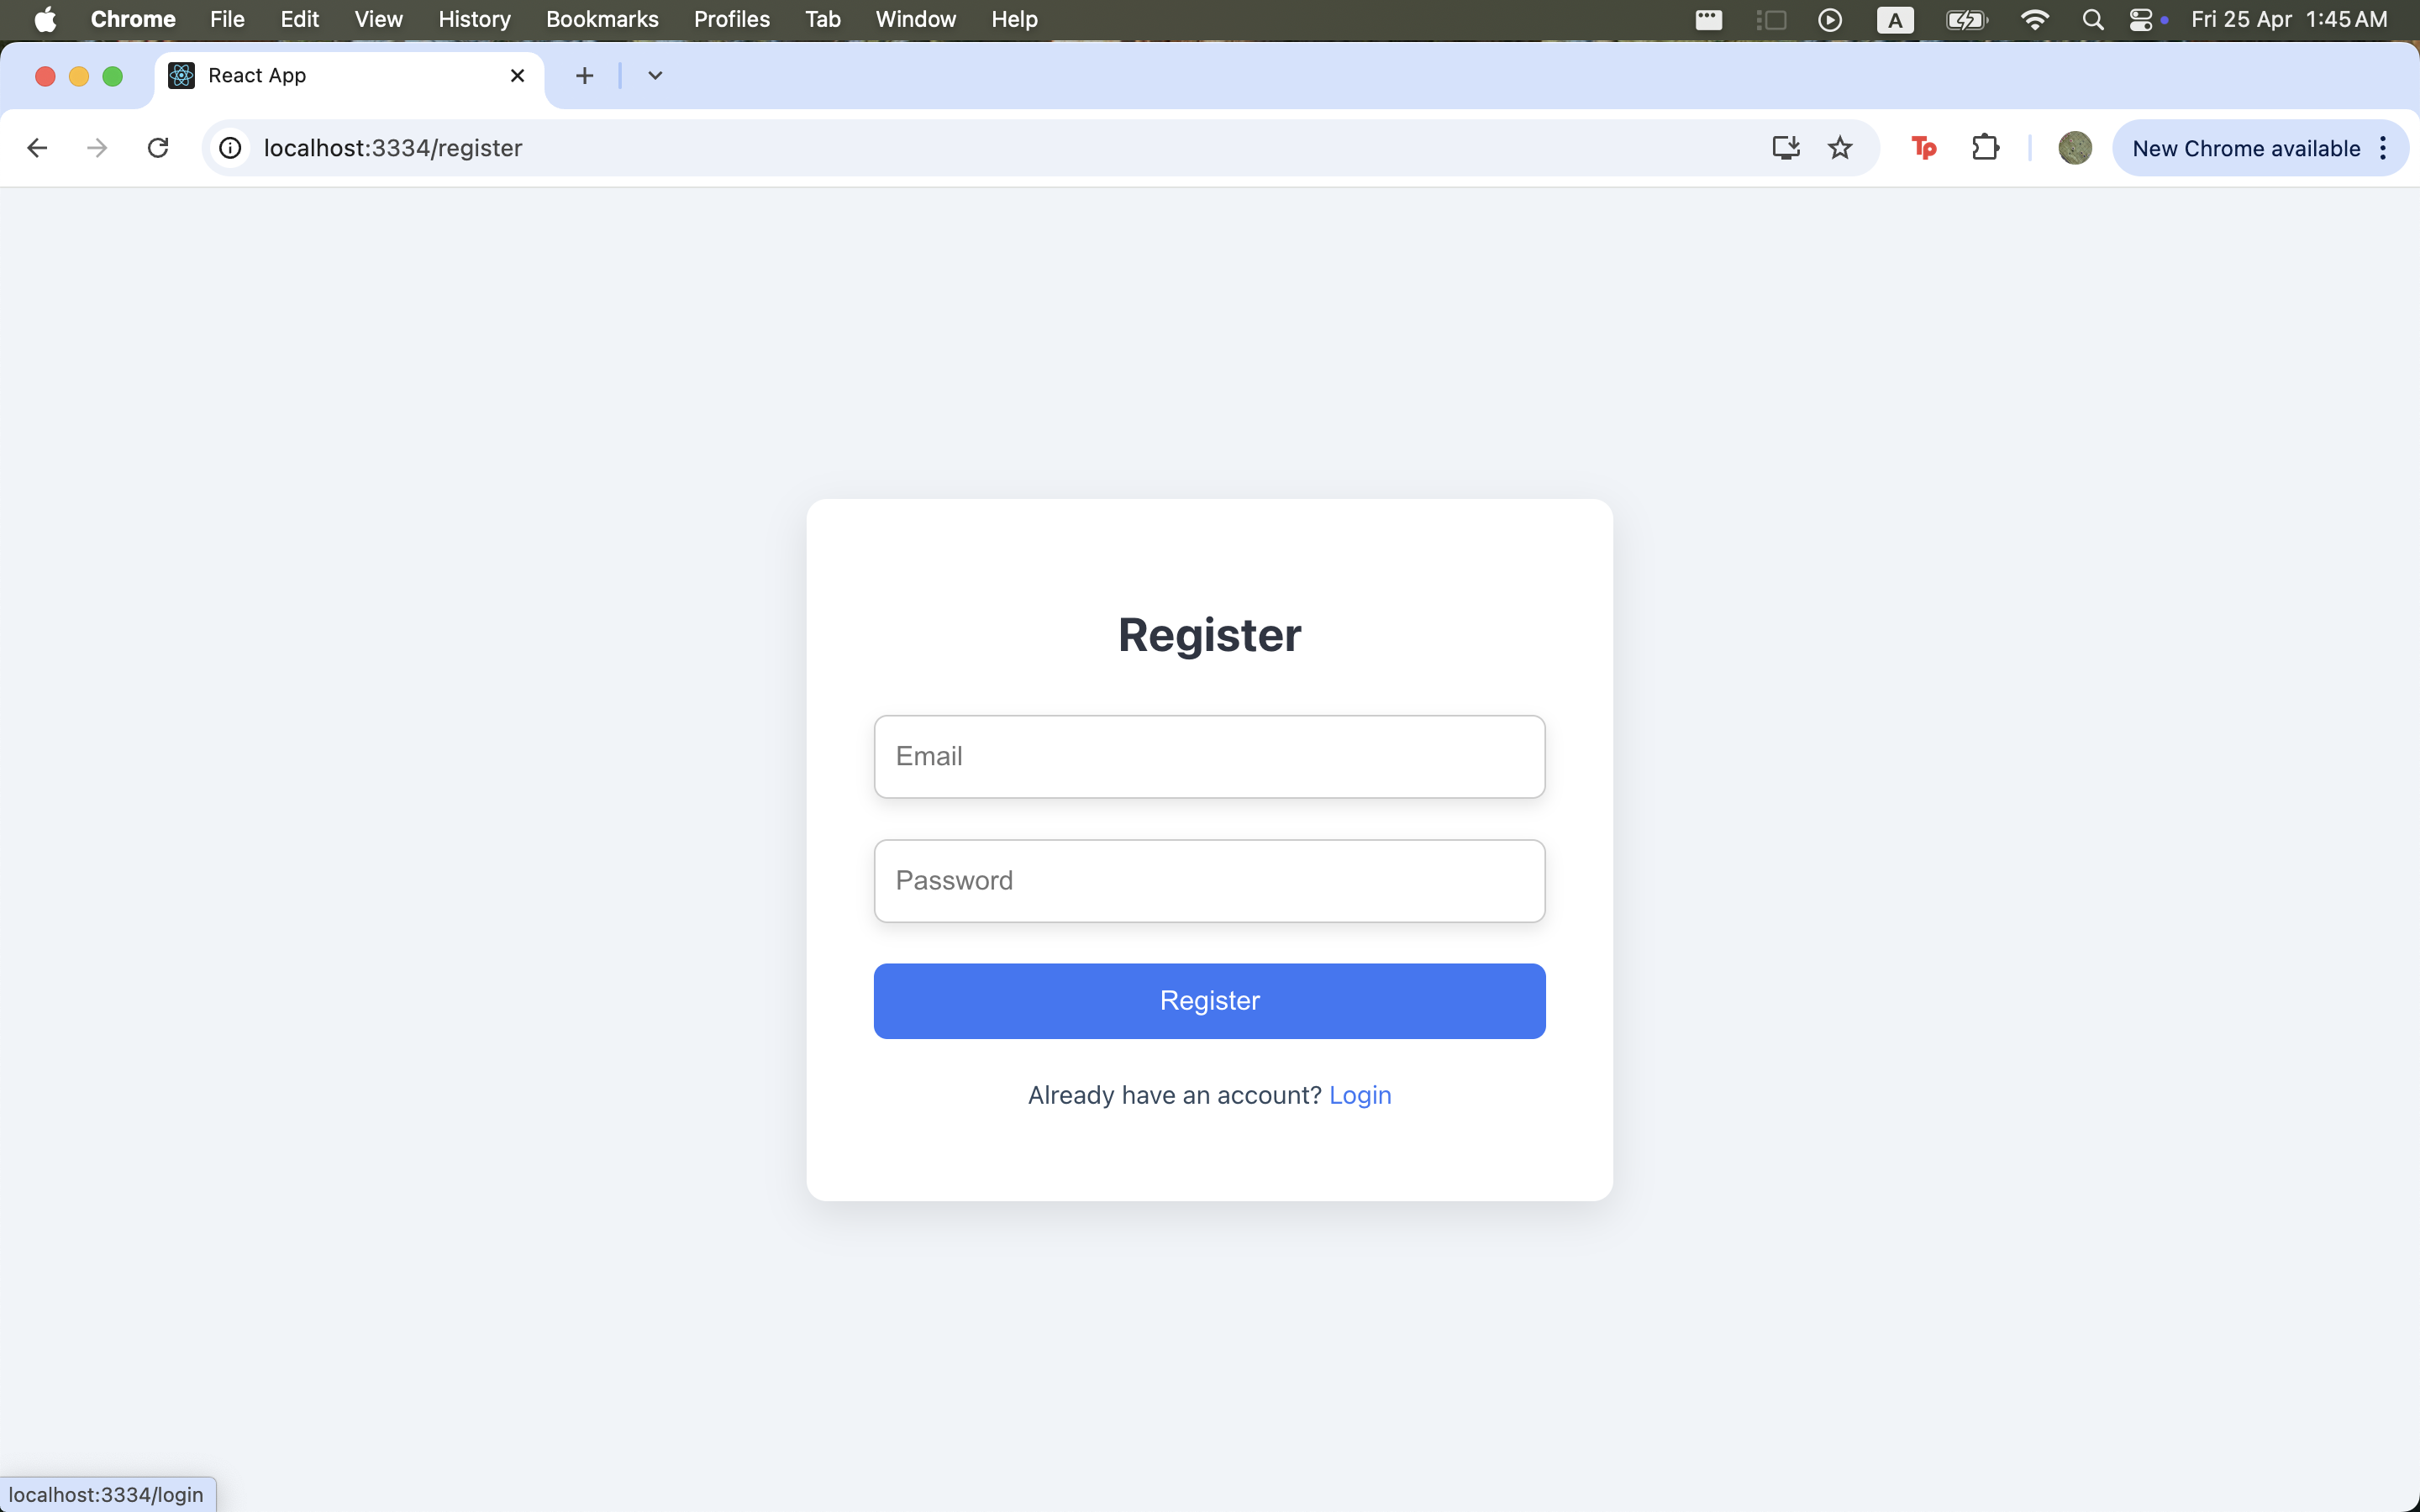 Chrome File Edit View History Bookmarks Profiles Tab Window Help A Fri 25 Apr 1:45 AM
React App
localhost:3334/register Tp New Chrome available
Register
Email
Password
Register
Already have an account? Login
localhost:3334/login